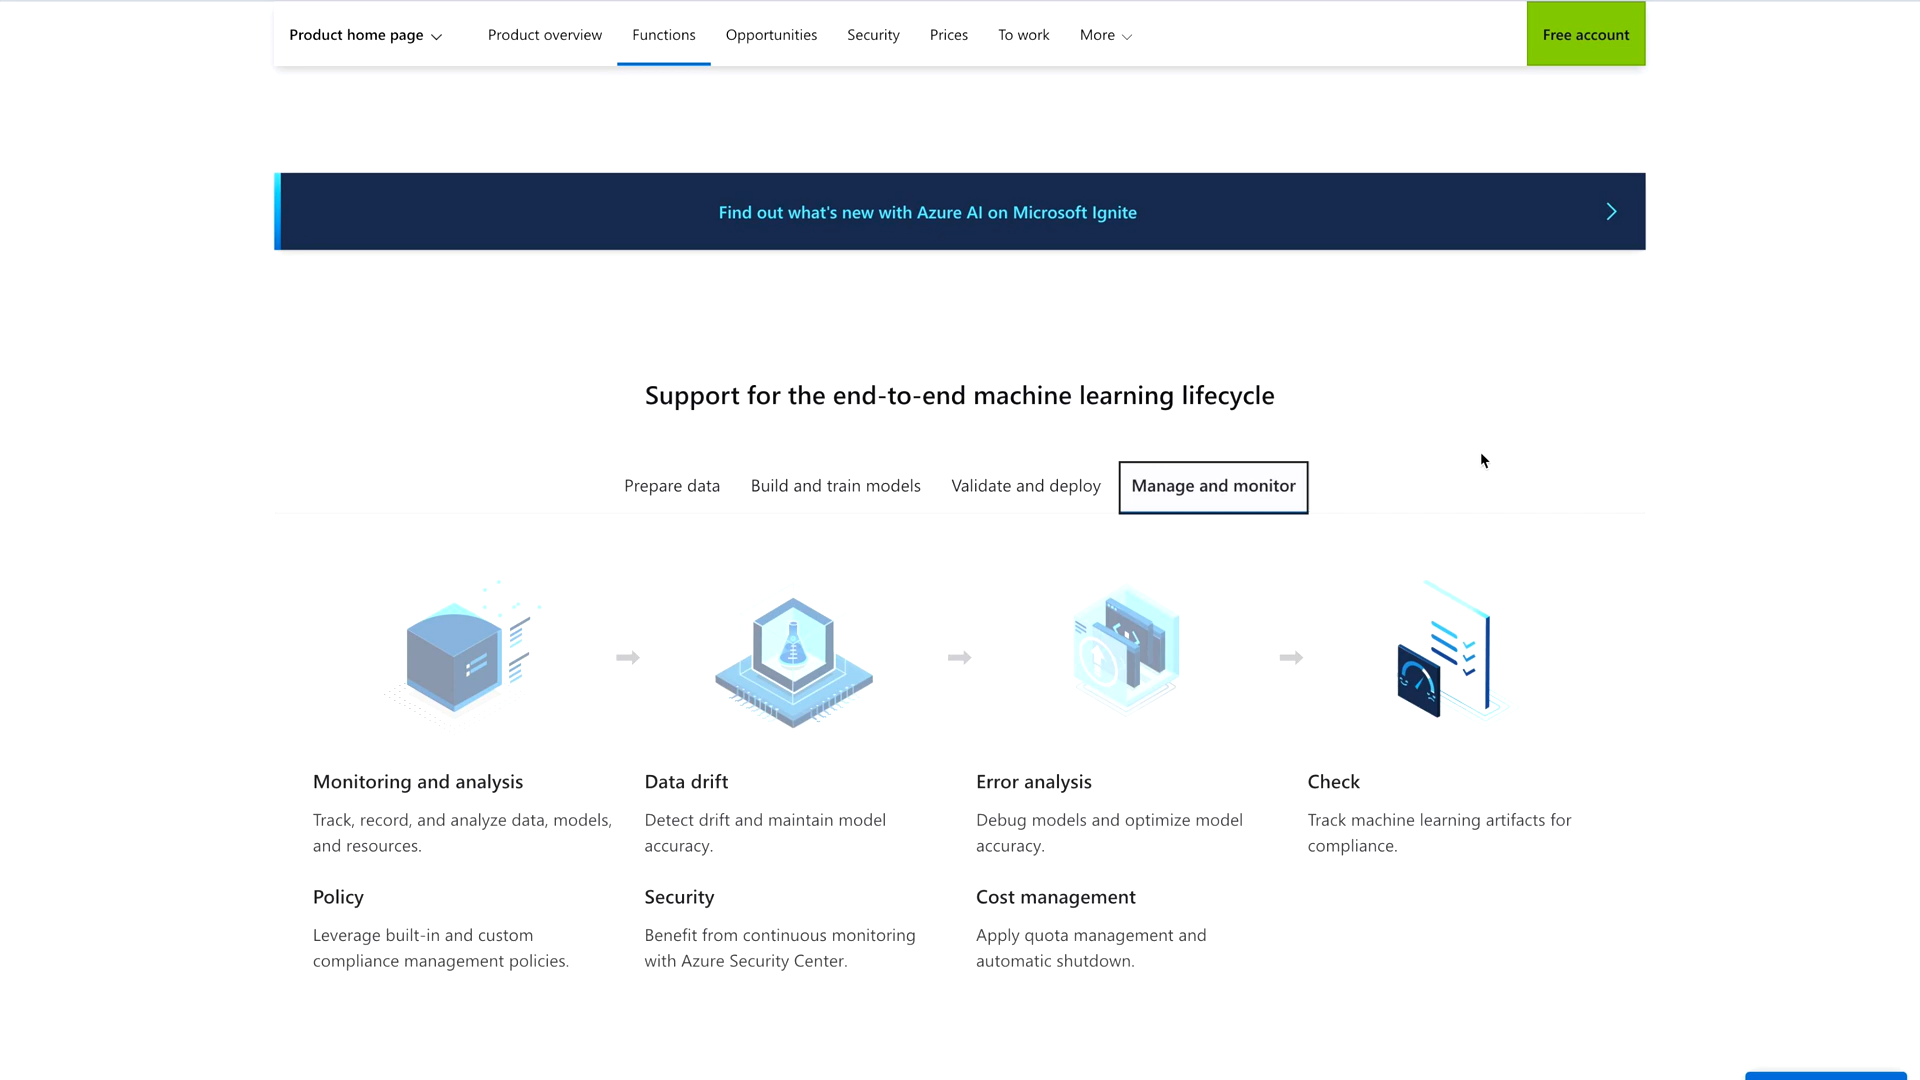 Product home page
Product overview
Functions
Opportunities
Security
Prices
To work
More
Free account
Find out what's new with Azure AI on Microsoft Ignite
Support for the end-to-end machine learning lifecycle
Prepare data
Build and train models
Validate and deploy
Manage and monitor
Monitoring and analysis
Track, record, and analyze data, models,
and resources.
Data drift
Detect drift and maintain model
accuracy.
Error analysis
Debug models and optimize model
accuracy.
Check
Track machine learning artifacts for
compliance.
Policy
Leverage built-in and custom
compliance management policies.
Security
Benefit from continuous monitoring
with Azure Security Center.
Cost management
Apply quota management and
automatic shutdown.